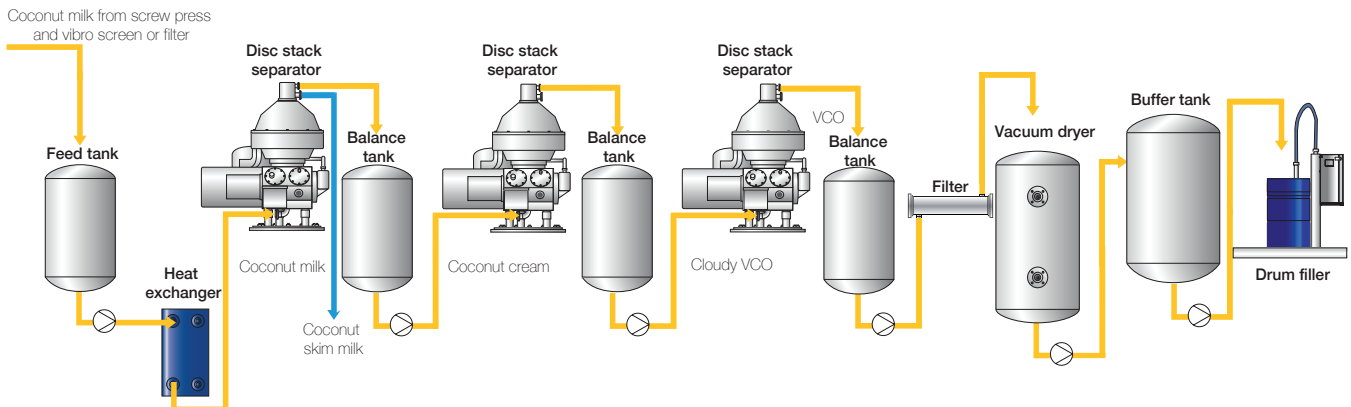 Coconut milk from screw press
and vibro screen or filter
Feed tank
Heat
exchanger
Disc stack
separator
Coconut milk
Coconut
skim milk
Balance
tank
Disc stack
separator
Coconut cream
Balance
tank
Disc stack
separator
Cloudy VCO
VCO
Balance
tank
Filter
Vacuum dryer
Buffer tank
Drum filler